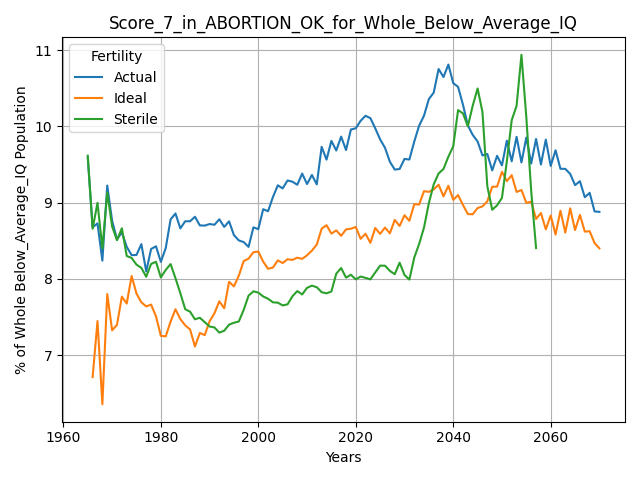 Score_7_in_ABORTION_OK_for_Whole_Below_Average_IQ
Fertility
Actual
Ideal
Sterile
% of Whole Below_Average_IQ Population
11
10
9
8
7
1960
1980
2000
2020
2040
2060
Years